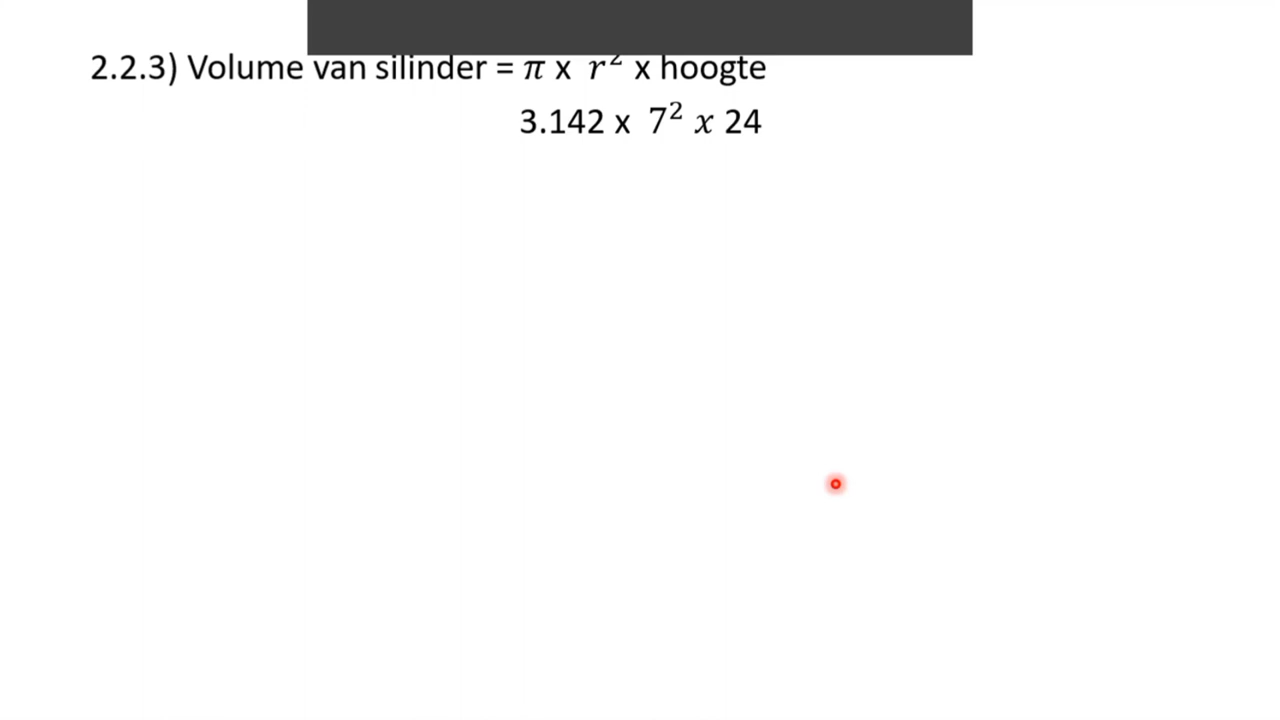 2.2.3) Volume van silinder = π x r² x hoogte
3.142 x 7² x 24